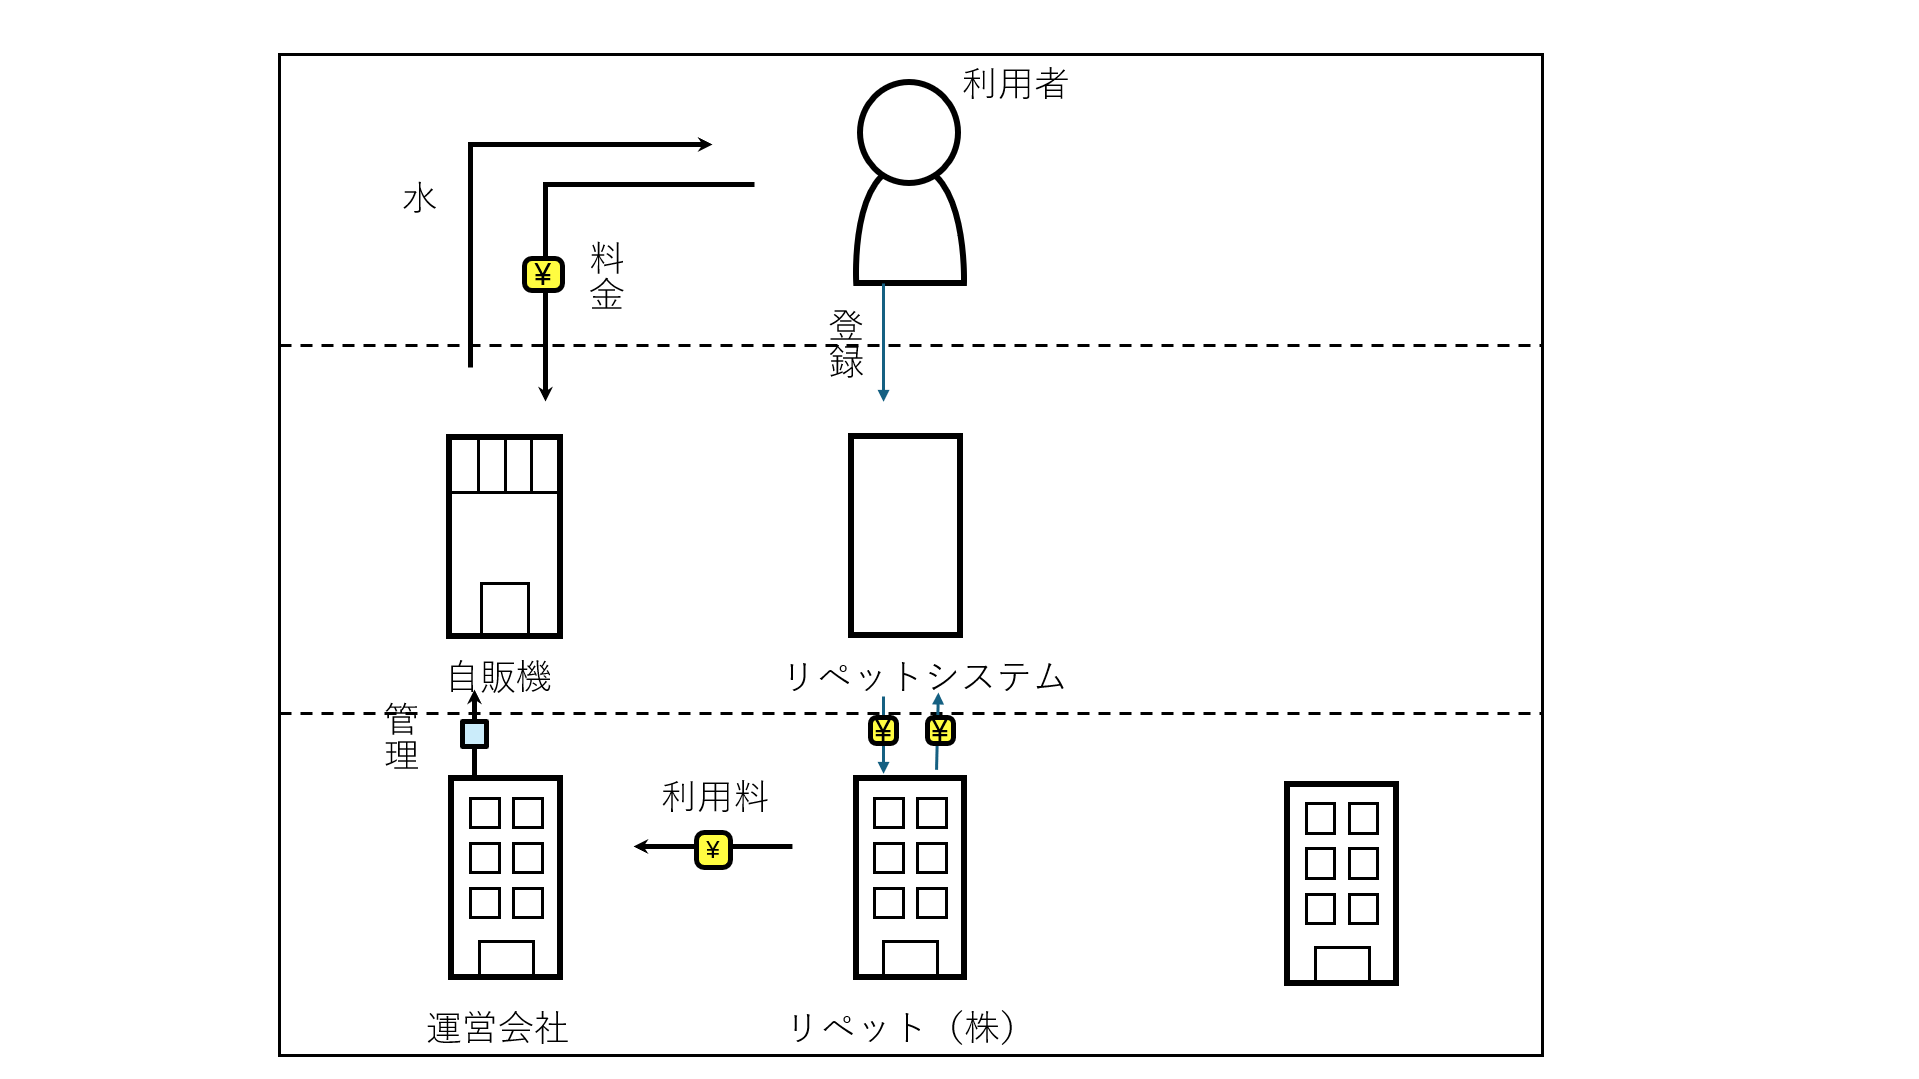 利用者
水
料金
¥
登録
自販機
リペットシステム
管理
¥
¥
利用料
¥
運営会社
リペット（株）